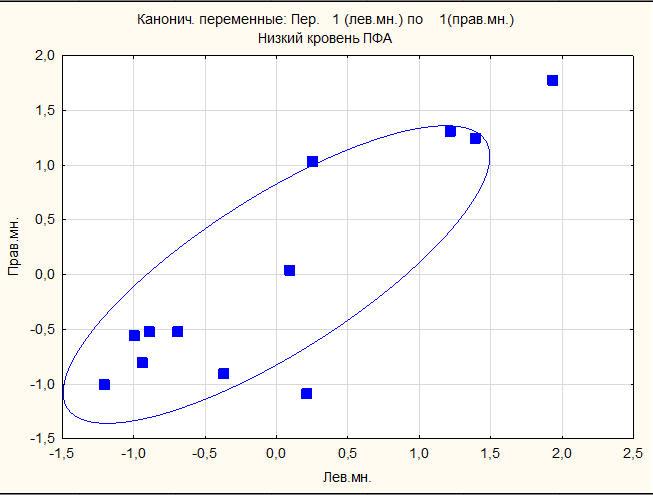 Канонич. переменные: Пер. 1 (лев.мн.) по 1(прав.мн.)
Низкий кровень ПФА
2,0
1,5
1,0
0,5
0,0
-0,5
-1,0
-1,5
Прав.мн.
-1,5 -1,0 -0,5 0,0 0,5 1,0 1,5 2,0 2,5
Лев.мн.